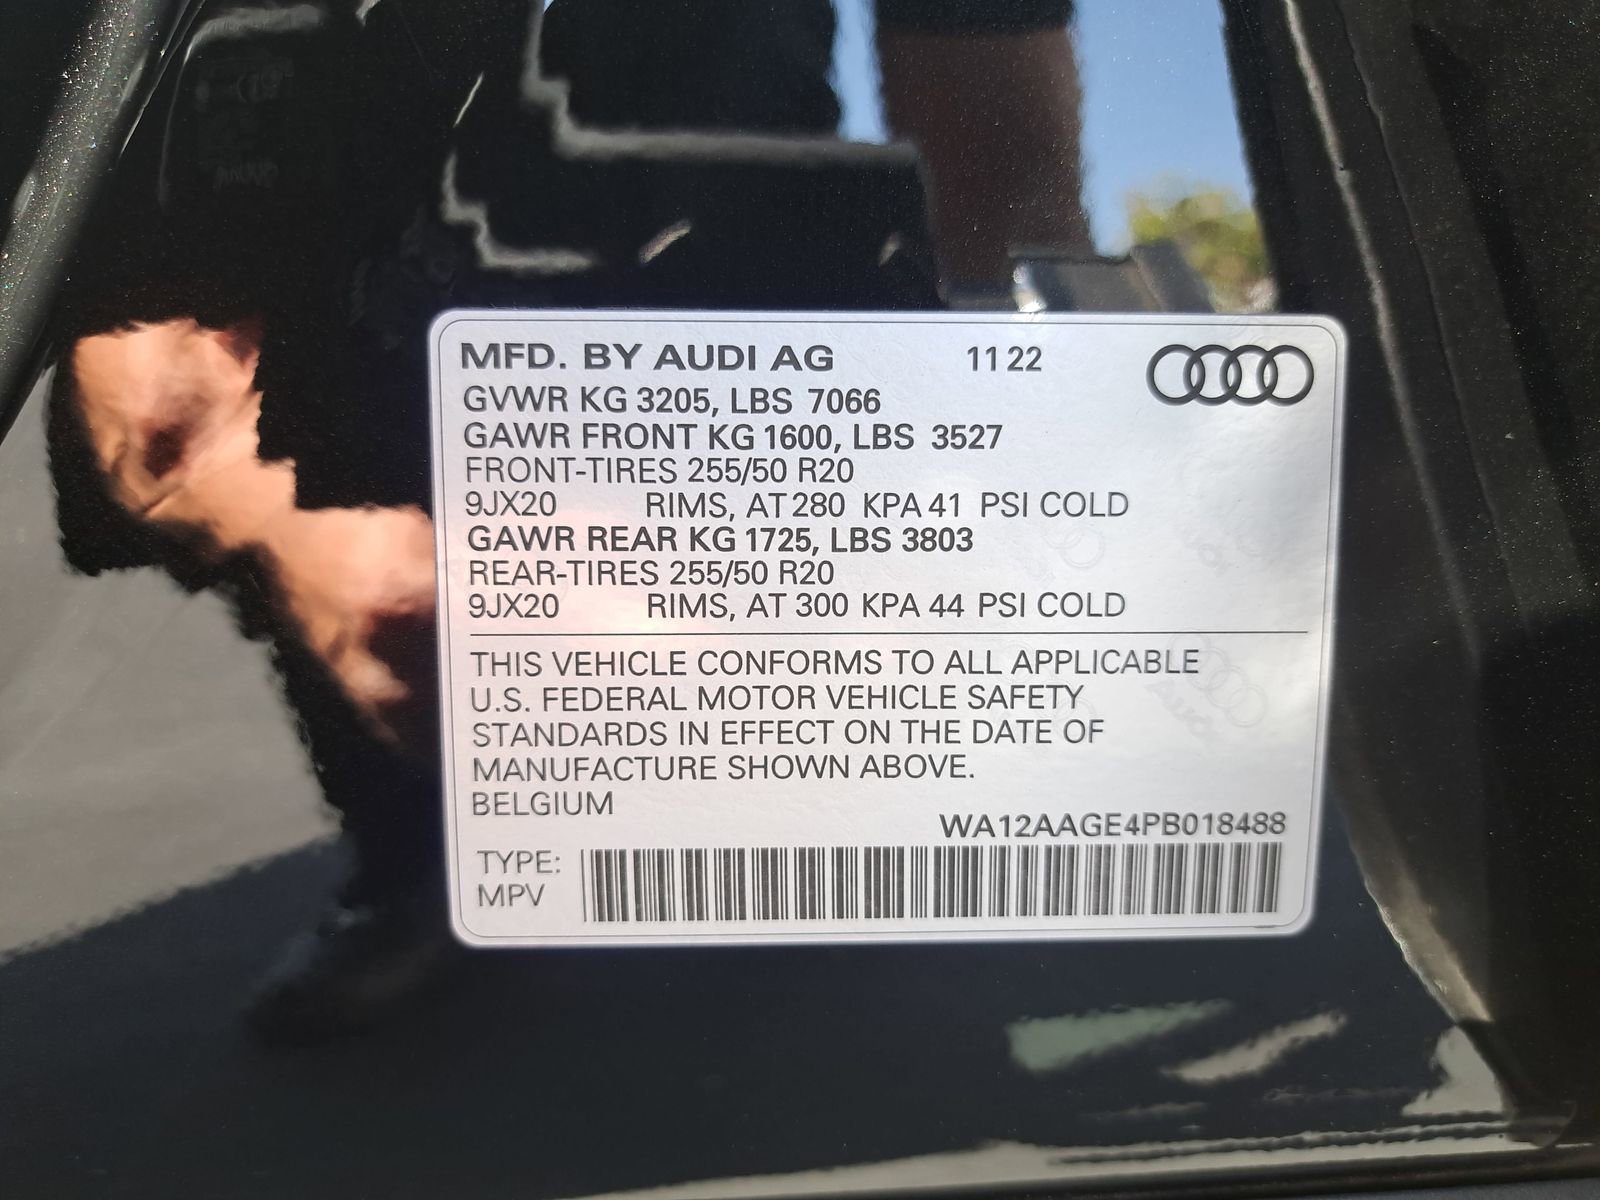 MFD. BY AUDI AG 11 22
GVWR KG 3205, LBS 7066
GAWR FRONT KG 1600, LBS 3527
FRONT-TIRES 255/50 R20
9JX20 RIMS, AT 280 KPA 41 PSI COLD
GAWR REAR KG 1725, LBS 3803
REAR-TIRES 255/50 R20
9JX20 RIMS, AT 300 KPA 44 PSI COLD
THIS VEHICLE CONFORMS TO ALL APPLICABLE
U.S. FEDERAL MOTOR VEHICLE SAFETY
STANDARDS IN EFFECT ON THE DATE OF
MANUFACTURE SHOWN ABOVE.
BELGIUM
WA12AAGE4PB018488
TYPE:
MPV